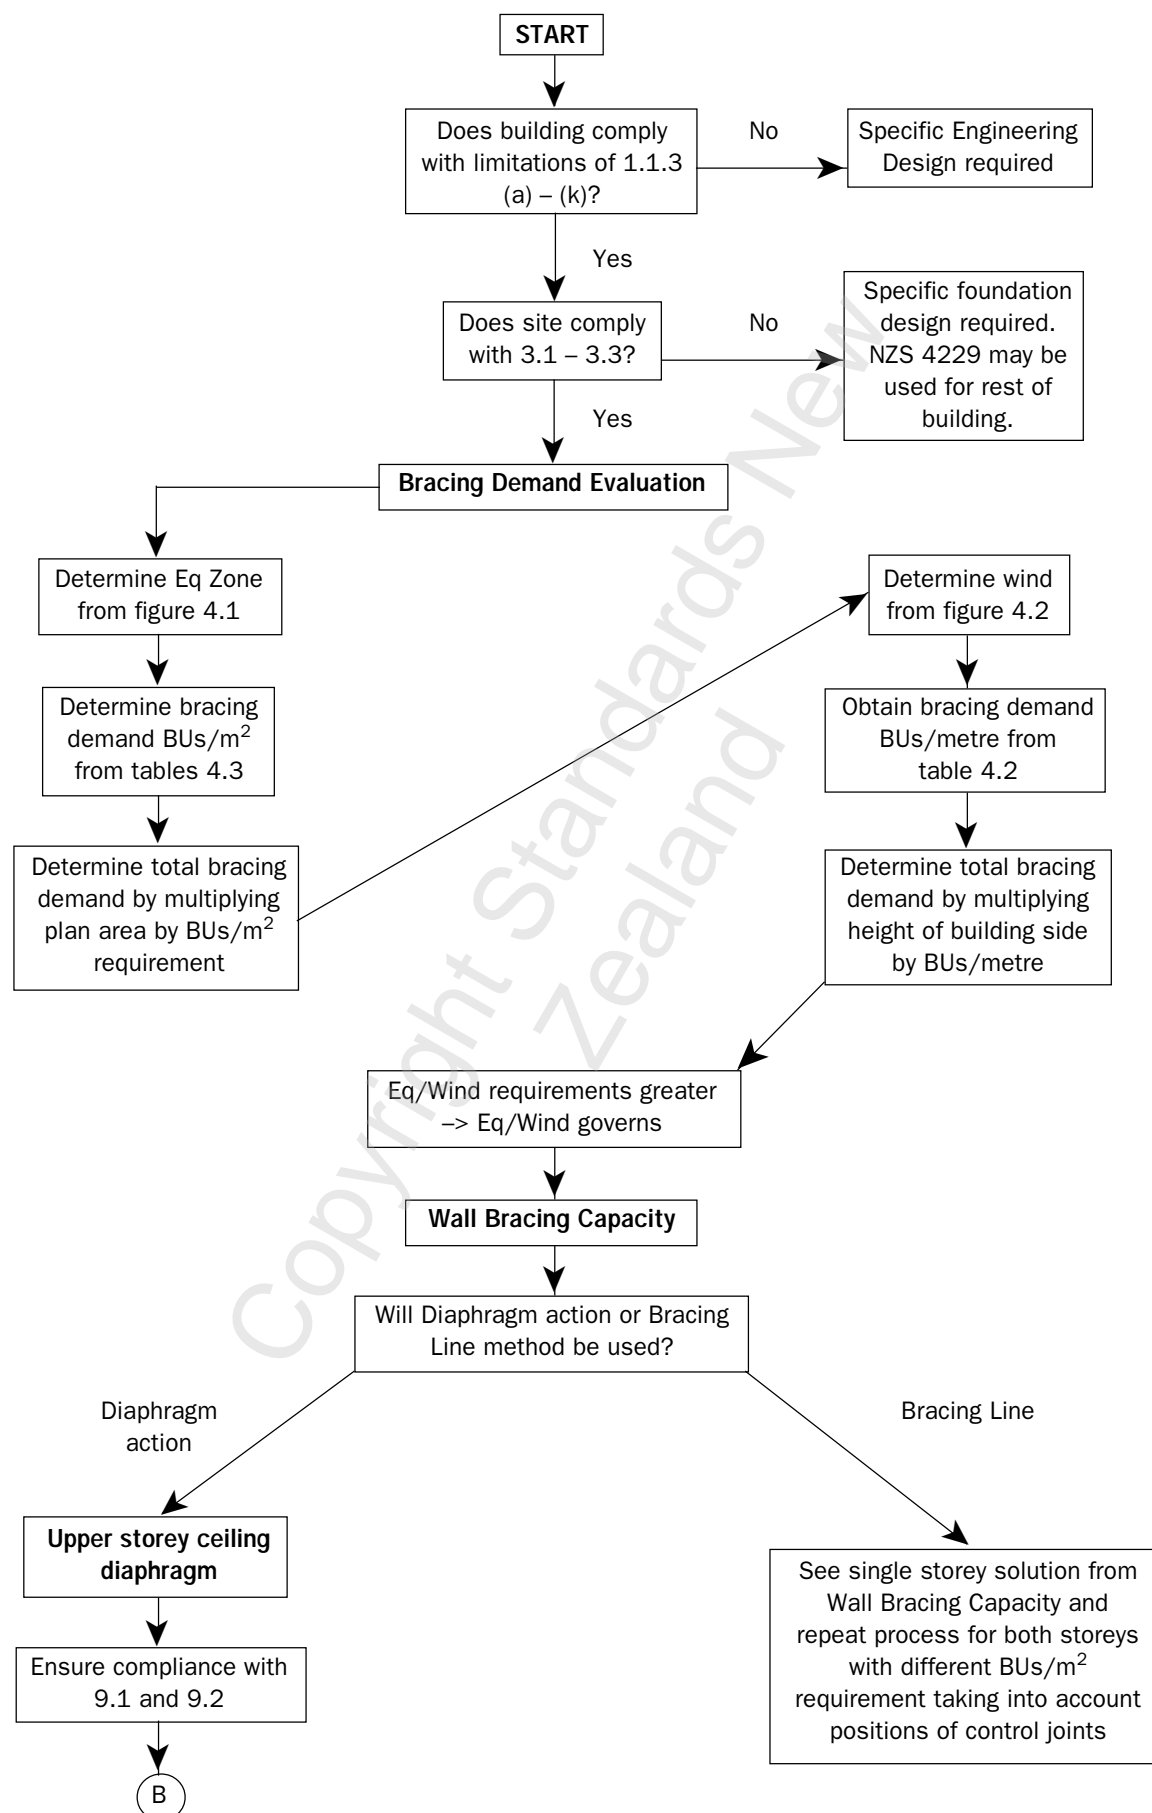 START
Does building comply
with limitations of 1.1.3
(a) – (k)?
No
Specific Engineering
Design required
Yes
Does site comply
with 3.1 – 3.3?
No
Specific foundation
design required.
NZS 4229 may be
used for rest of
building.
Yes
Bracing Demand Evaluation
Determine Eq Zone
from figure 4.1
Determine bracing
demand BUs/m²
from tables 4.3
Determine total bracing
demand by multiplying
plan area by BUs/m²
requirement
Determine wind
from figure 4.2
Obtain bracing demand
BUs/metre from
table 4.2
Determine total bracing
demand by multiplying
height of building side
by BUs/metre
Eq/Wind requirements greater
–> Eq/Wind governs
Wall Bracing Capacity
Will Diaphragm action or Bracing
Line method be used?
Diaphragm
action
Bracing Line
Upper storey ceiling
diaphragm
Ensure compliance with
9.1 and 9.2
B
See single storey solution from
Wall Bracing Capacity and
repeat process for both storeys
with different BUs/m²
requirement taking into account
positions of control joints
Copyright Standards New
Zealand